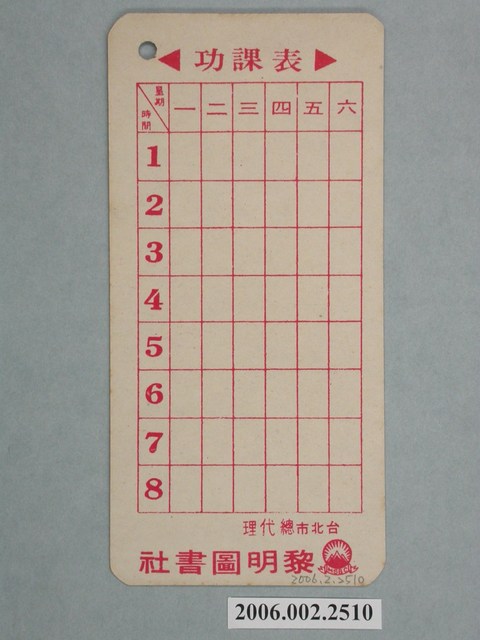 ◀ 功課表 ▶
星期
時間
一 二 三 四 五 六
1
2
3
4
5
6
7
8
台北市總代理
黎明圖書社
2006.2.2510
2006.002.2510